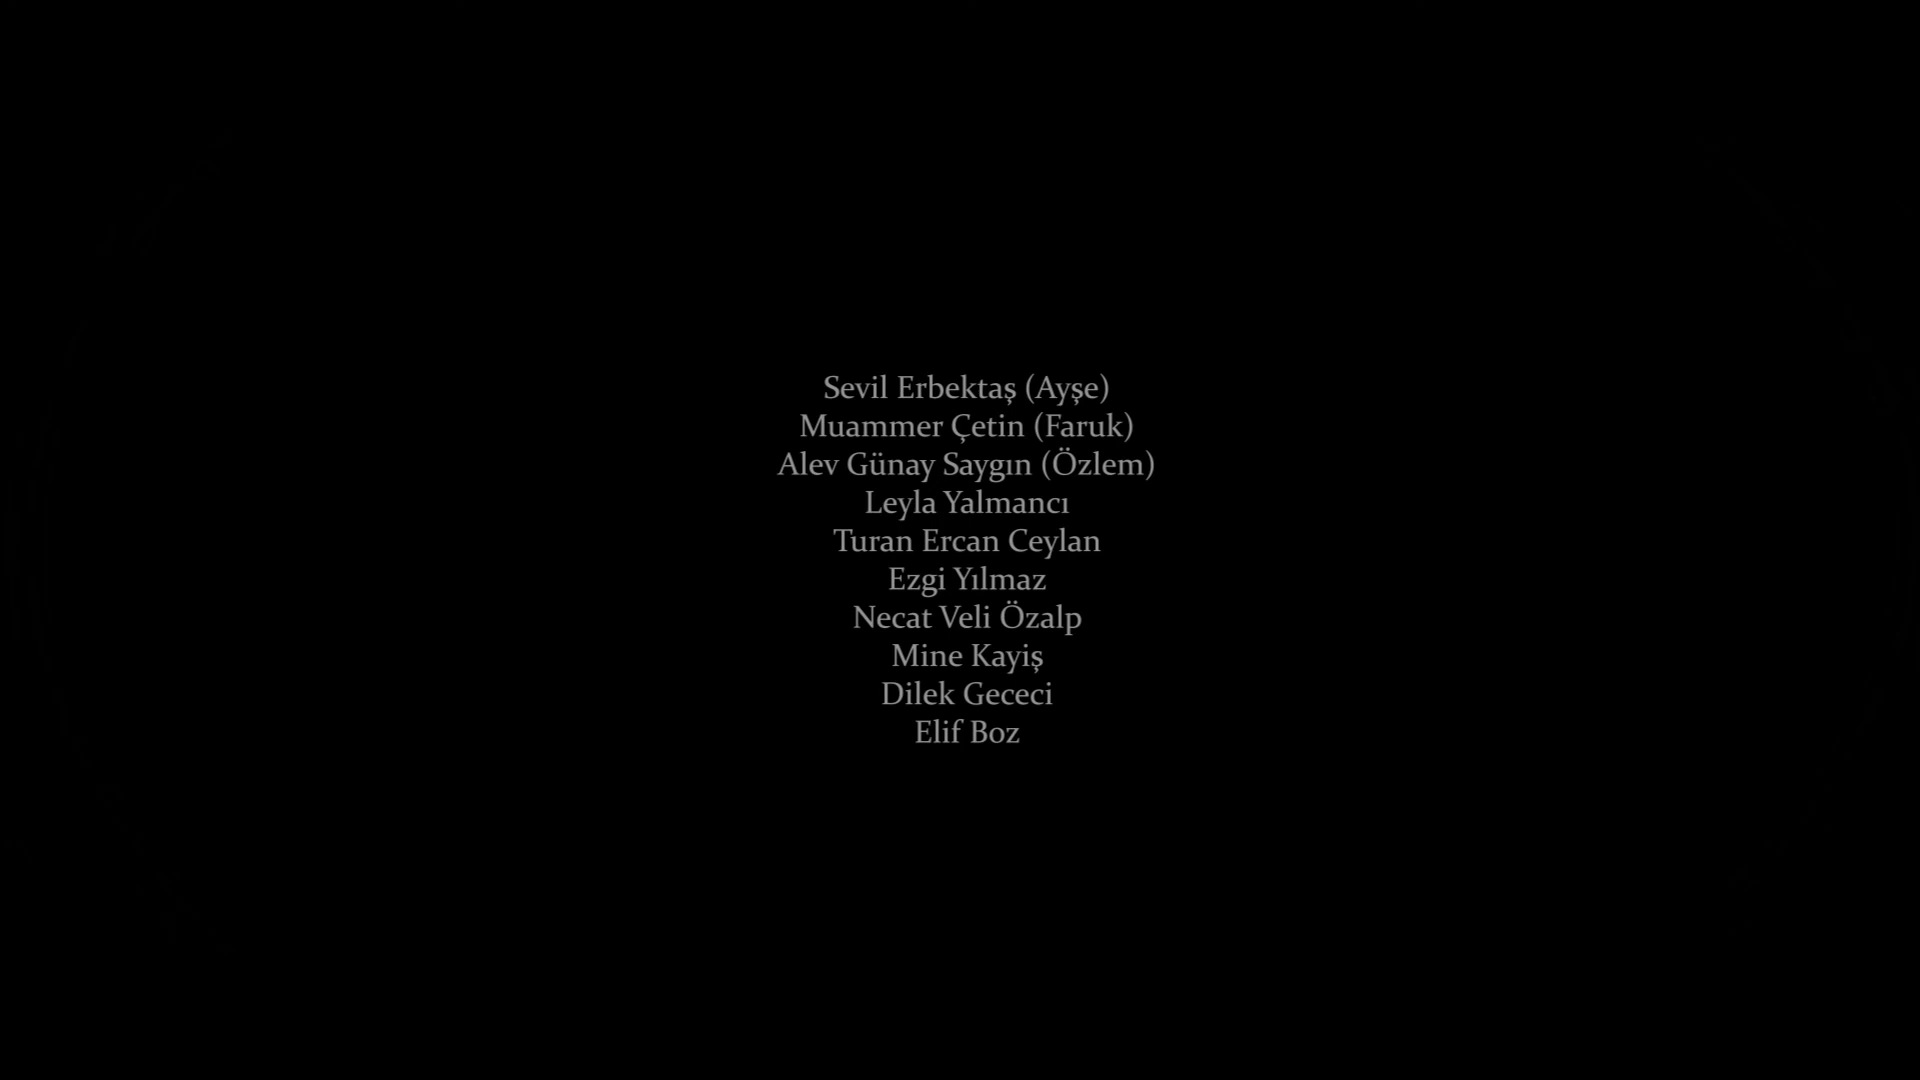 Sevil Erbektaş (Ayşe)
Muammer Çetin (Faruk)
Alev Günay Saygın (Özlem)
Leyla Yalmancı
Turan Ercan Ceylan
Ezgi Yılmaz
Necat Veli Özalp
Mine Kayiş
Dilek Gececi
Elif Boz